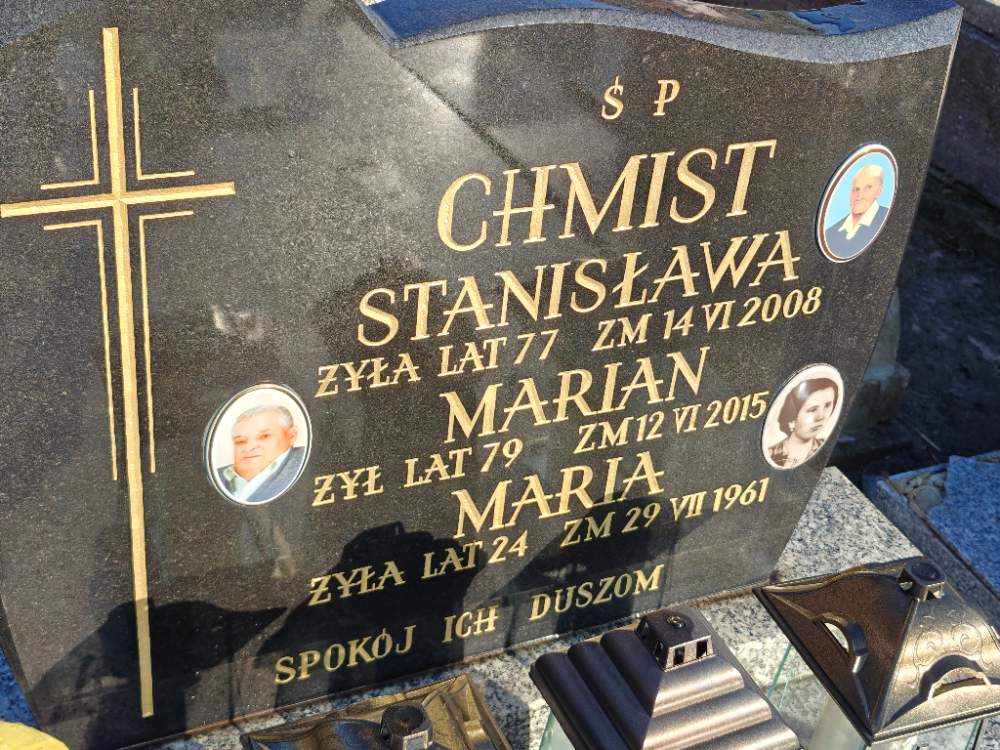 Ś P
CHMIST
STANISŁAWA
ŻYŁA LAT 77 ZM 14 VI 2008
MARIAN
ŻYŁ LAT 79 ZM 12 VI 2015
MARIA
ŻYŁA LAT 24 ZM 29 VII 1961
SPOKÓJ ICH DUSZOM